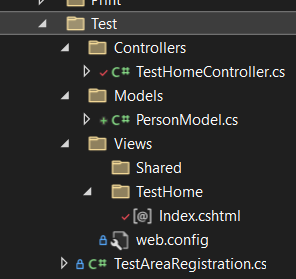 Print
Test
Controllers
C# TestHomeController.cs
Models
C# PersonModel.cs
Views
Shared
TestHome
[@] Index.cshtml
web.config
C# TestAreaRegistration.cs